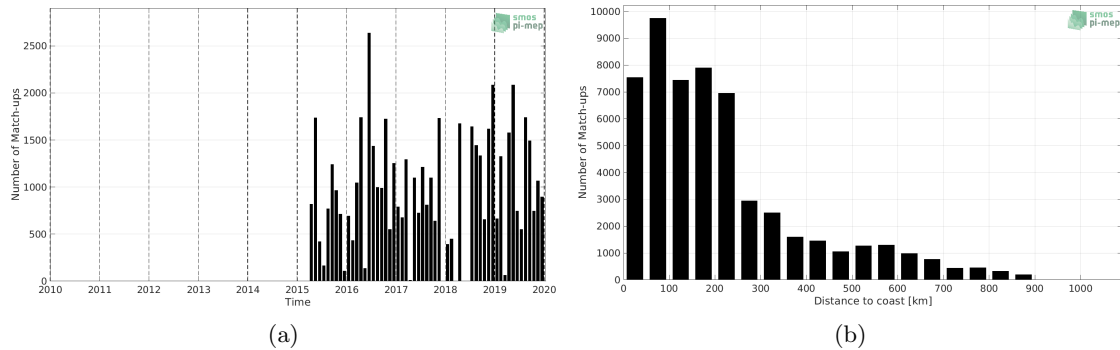 smos
pi-mep
Number of Match-ups
2500
2000
1500
1000
500
0
2010 2011 2012 2013 2014 2015 2016 2017 2018 2019 2020
Time
(a)
smos
pi-mep
Number of Match-ups
10000
9000
8000
7000
6000
5000
4000
3000
2000
1000
0
0 100 200 300 400 500 600 700 800 900 1000
Distance to coast [km]
(b)